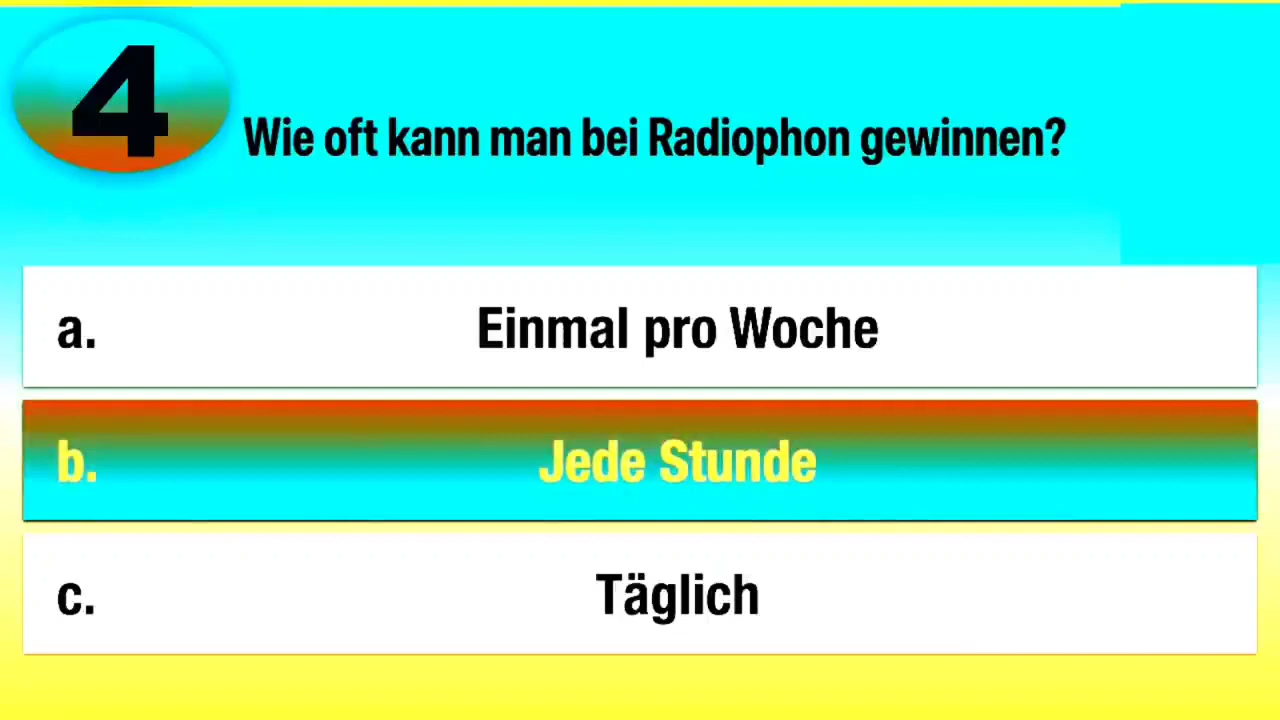 4
Wie oft kann man bei Radiophon gewinnen?
a. Einmal pro Woche
b. Jede Stunde
c. Täglich